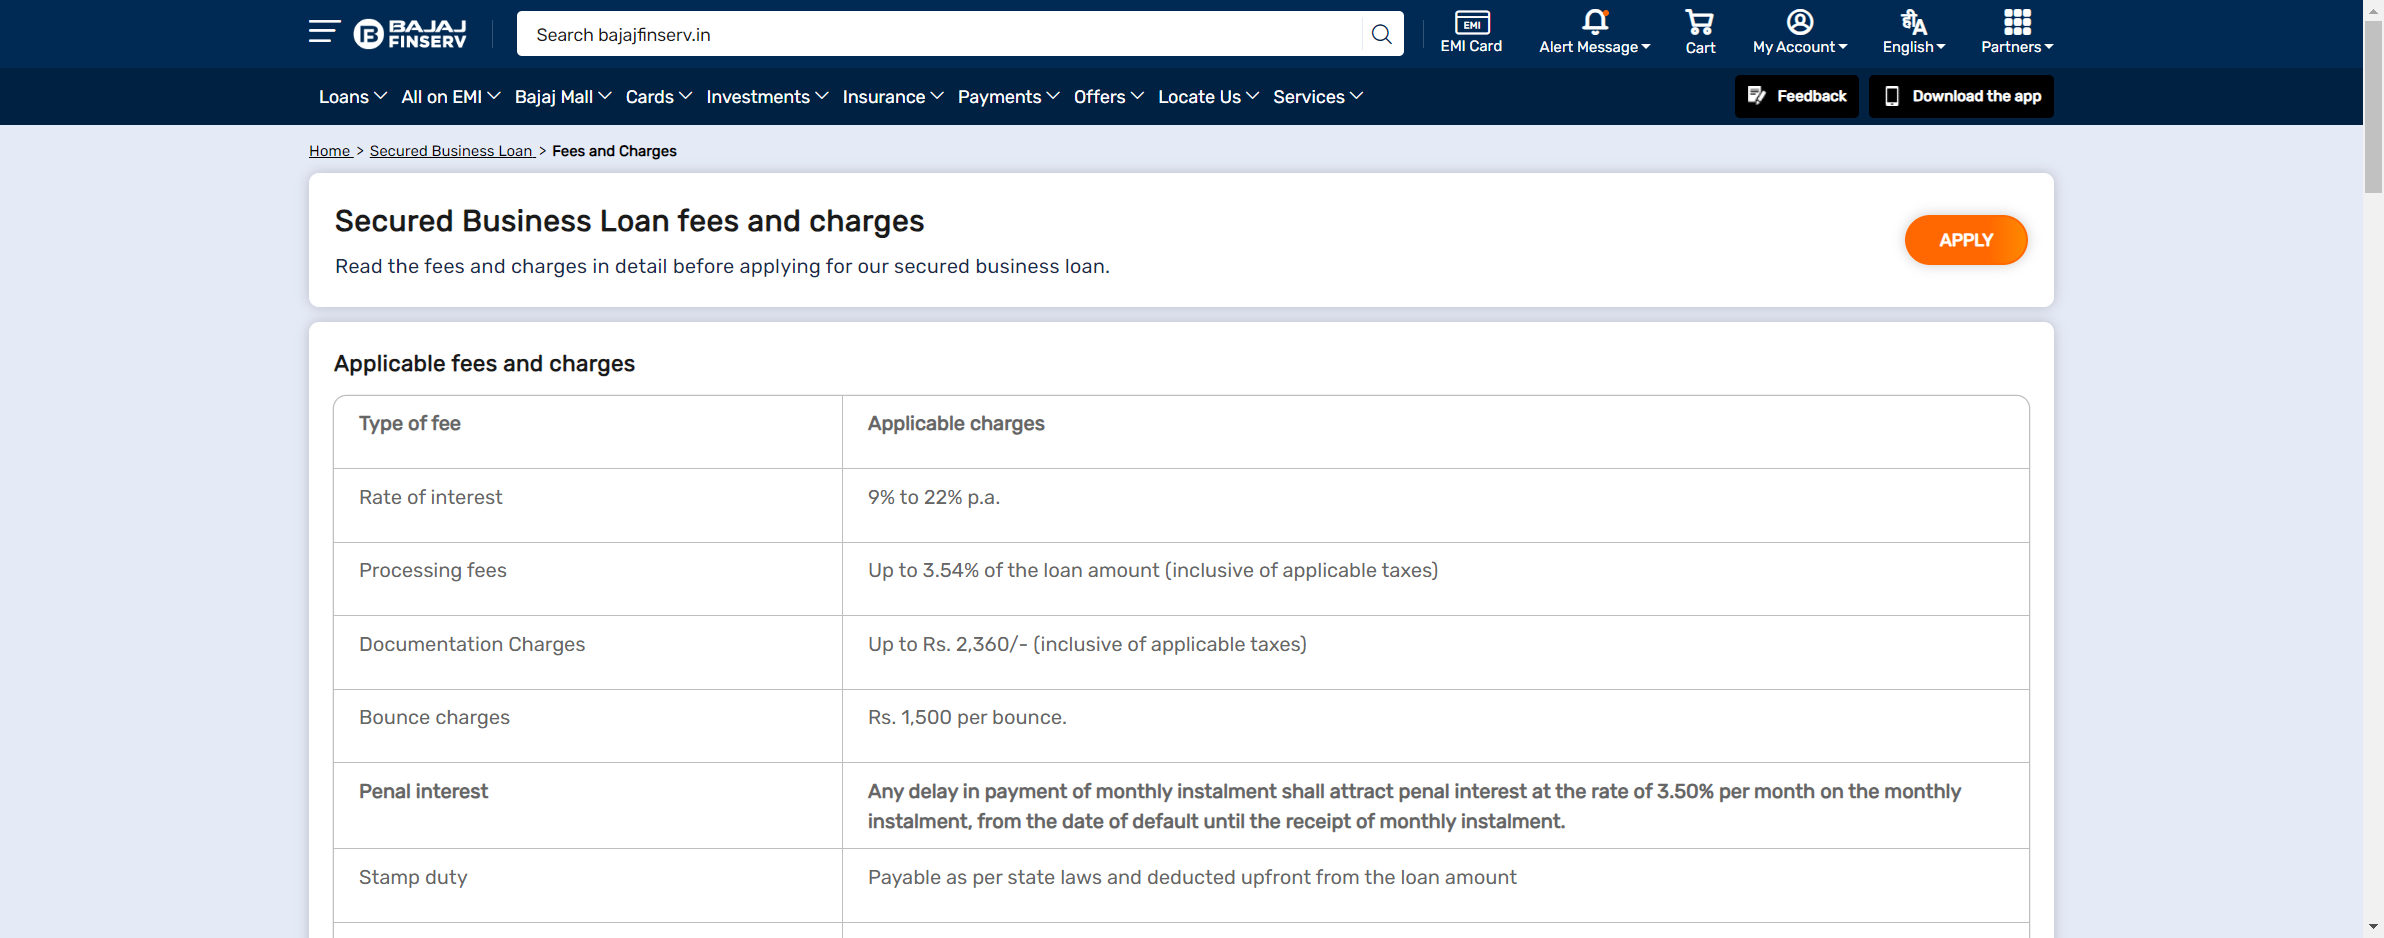 BAJAJ
FINSERV
Search bajajfinserv.in
EMI
EMI Card
Alert Message
Cart
My Account
हीA
English
Partners
Loans All on EMI Bajaj Mall Cards Investments Insurance Payments Offers Locate Us Services
Feedback
Download the app
Home > Secured Business Loan > Fees and Charges
Secured Business Loan fees and charges
Read the fees and charges in detail before applying for our secured business loan.
APPLY
Applicable fees and charges
Type of fee Applicable charges
Rate of interest 9% to 22% p.a.
Processing fees Up to 3.54% of the loan amount (inclusive of applicable taxes)
Documentation Charges Up to Rs. 2,360/- (inclusive of applicable taxes)
Bounce charges Rs. 1,500 per bounce.
Penal interest Any delay in payment of monthly instalment shall attract penal interest at the rate of 3.50% per month on the monthly
instalment, from the date of default until the receipt of monthly instalment.
Stamp duty Payable as per state laws and deducted upfront from the loan amount